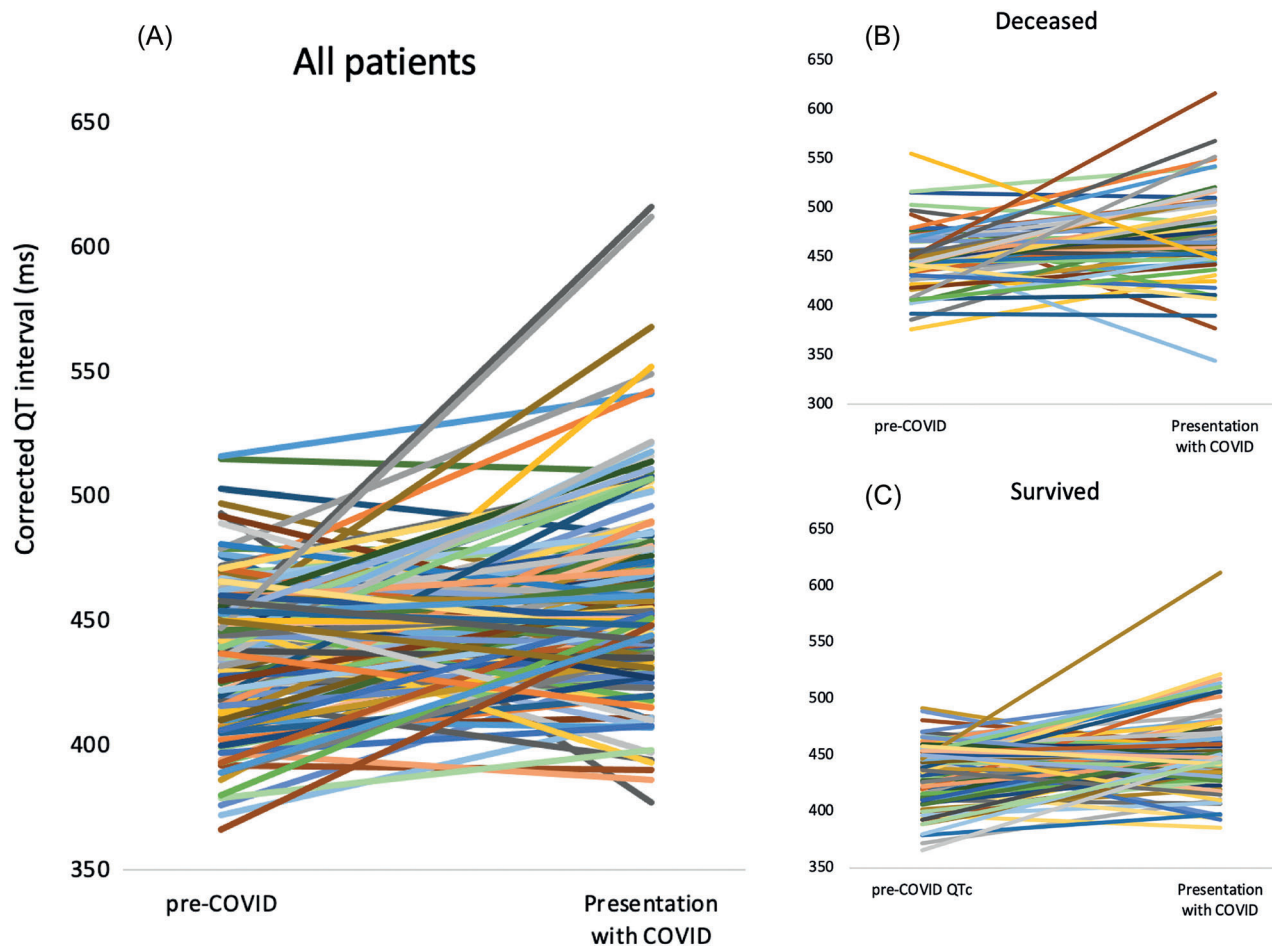 (A)
All patients
Corrected QT interval (ms)
650
600
550
500
450
400
350
pre-COVID
Presentation
with COVID
(B)
Deceased
650
600
550
500
450
400
350
300
pre-COVID
Presentation
with COVID
(C)
Survived
650
600
550
500
450
400
350
pre-COVID QTc
Presentation
with COVID